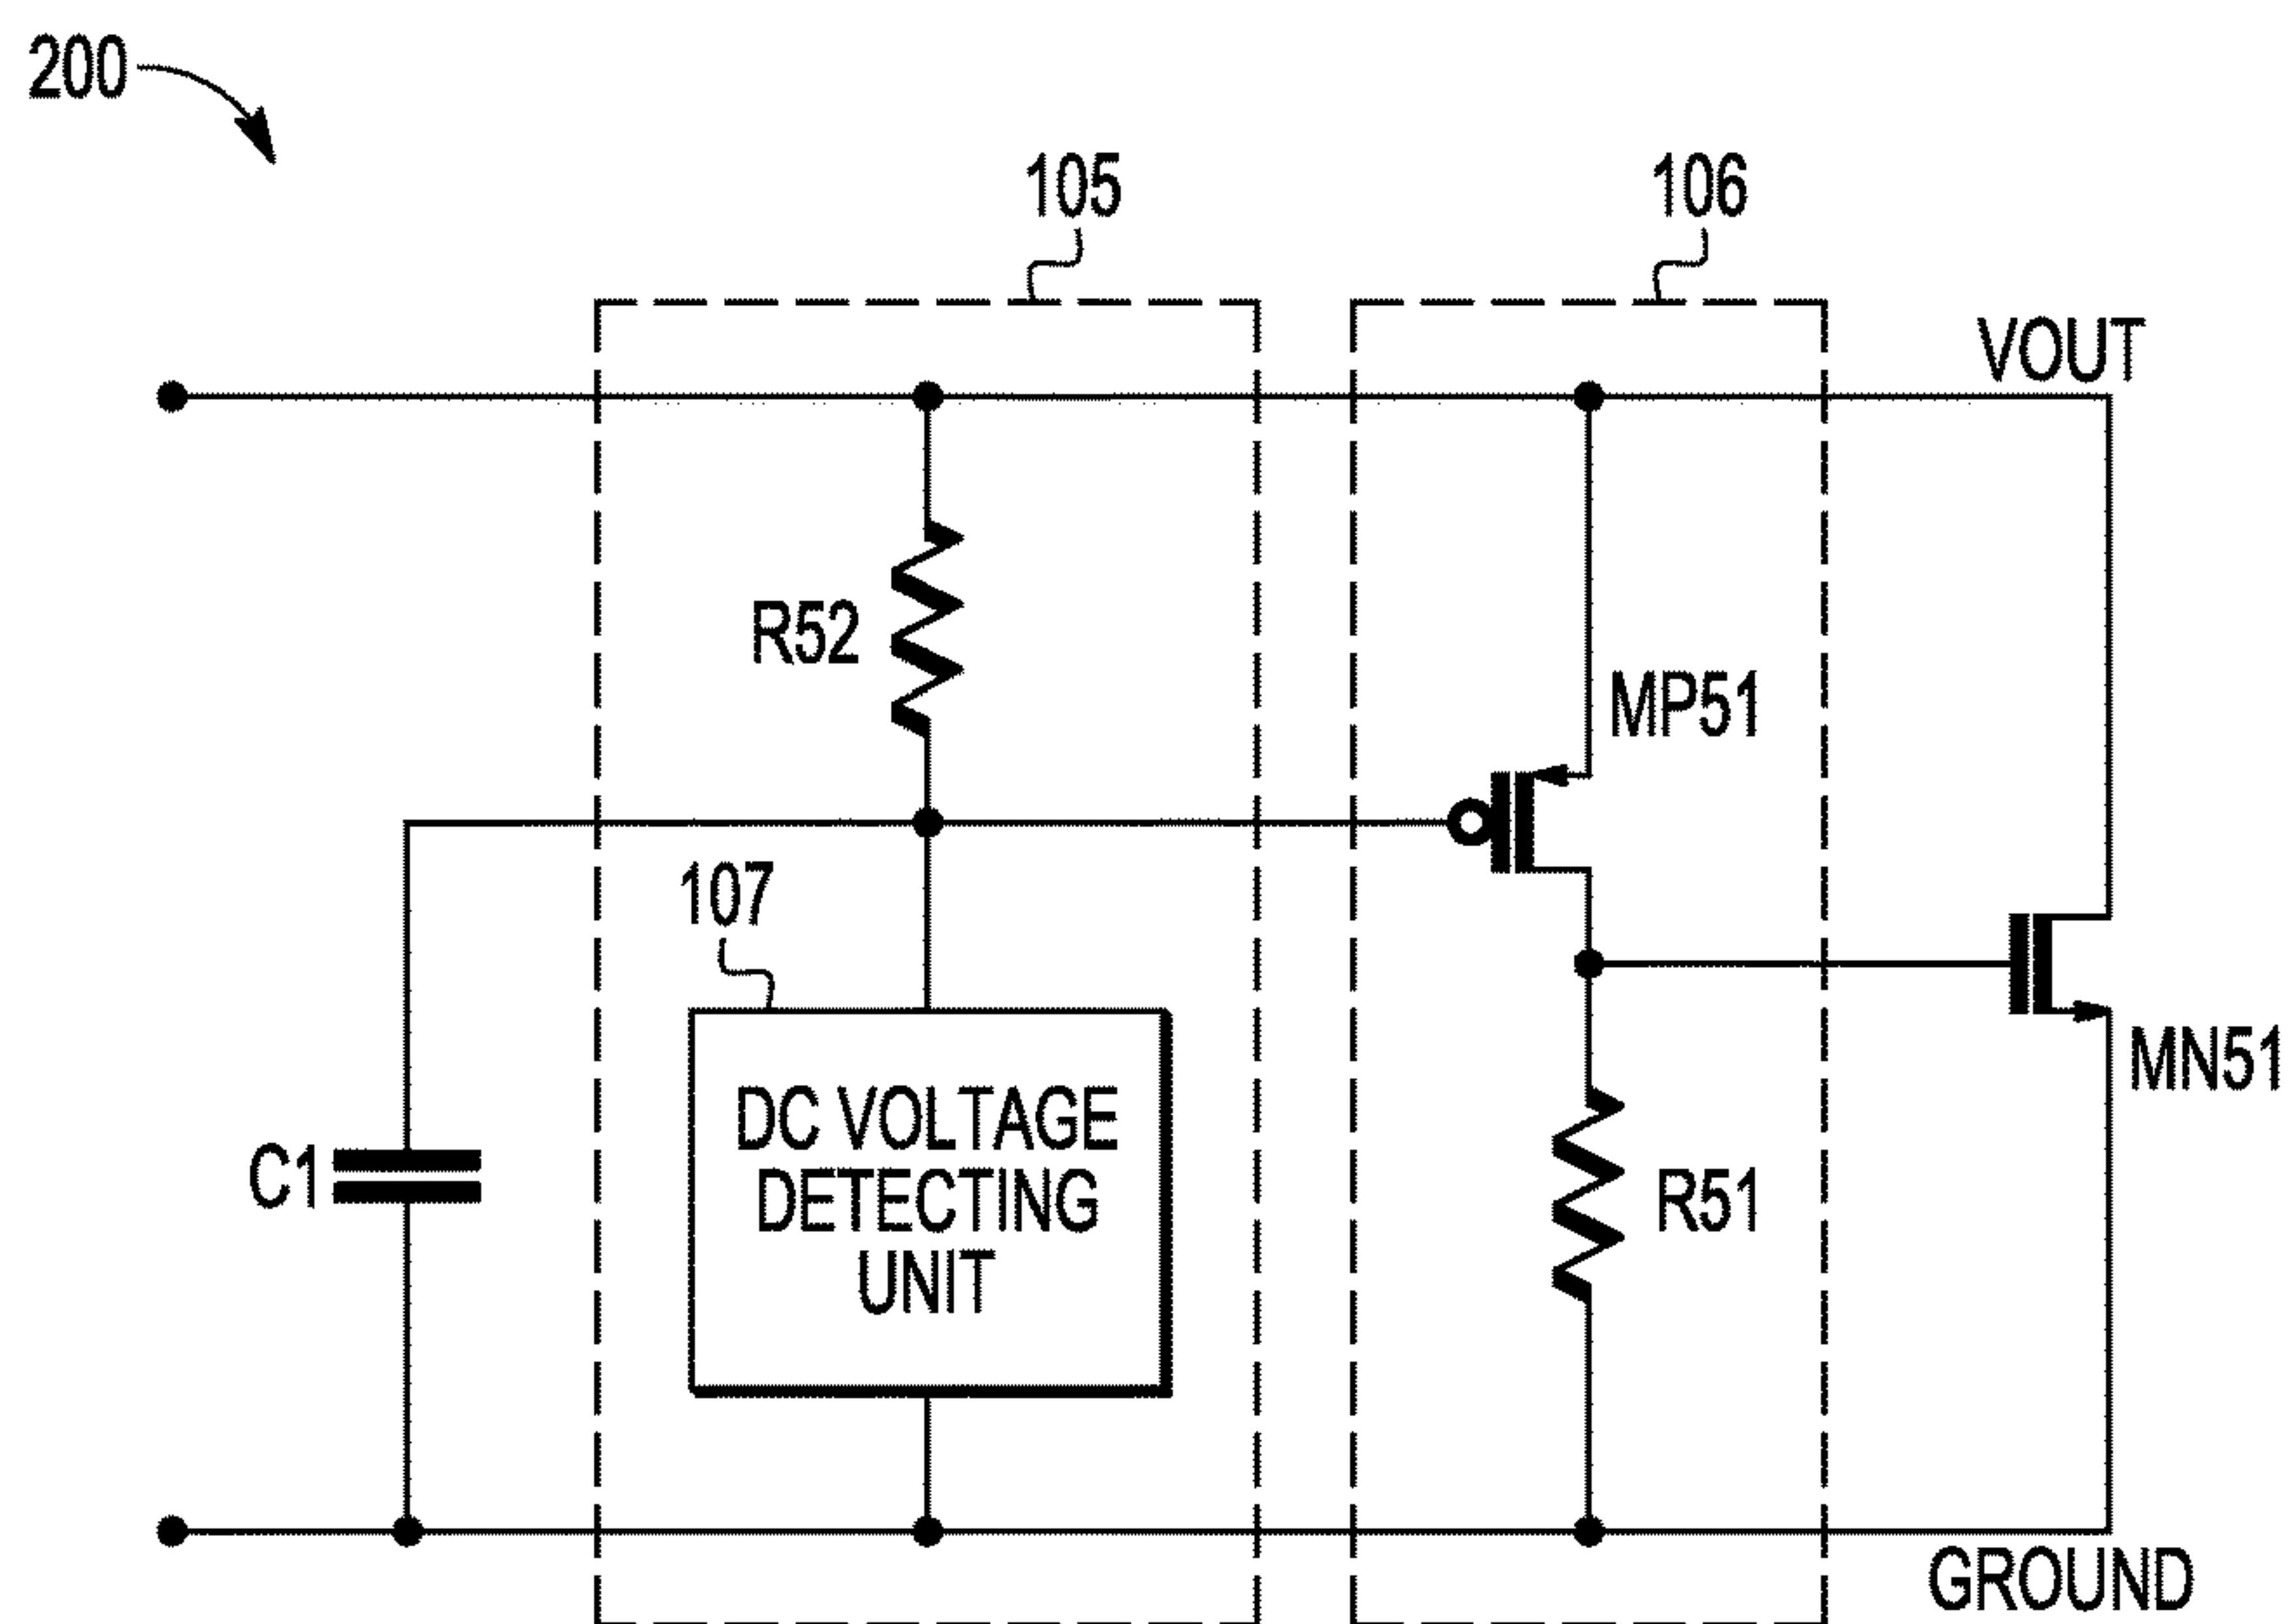 200
105
106
VOUT
R52
MP51
107
MN51
DC VOLTAGE
DETECTING
UNIT
C1
R51
GROUND